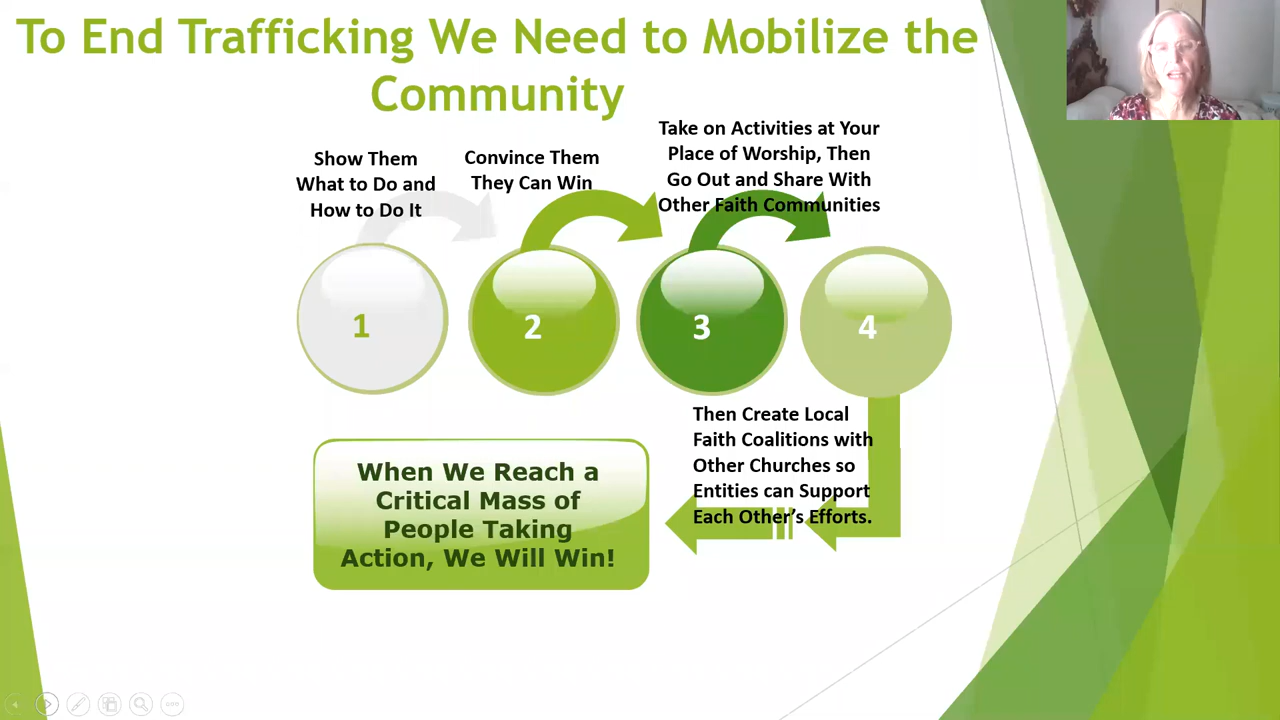 To End Trafficking We Need to Mobilize the
Community
Show Them
What to Do and
How to Do It
Convince Them
They Can Win
Take on Activities at Your
Place of Worship, Then
Go Out and Share With
Other Faith Communities
1
2
3
4
Then Create Local
Faith Coalitions with
Other Churches so
Entities can Support
Each Other's Efforts.
When We Reach a
Critical Mass of
People Taking
Action, We Will Win!